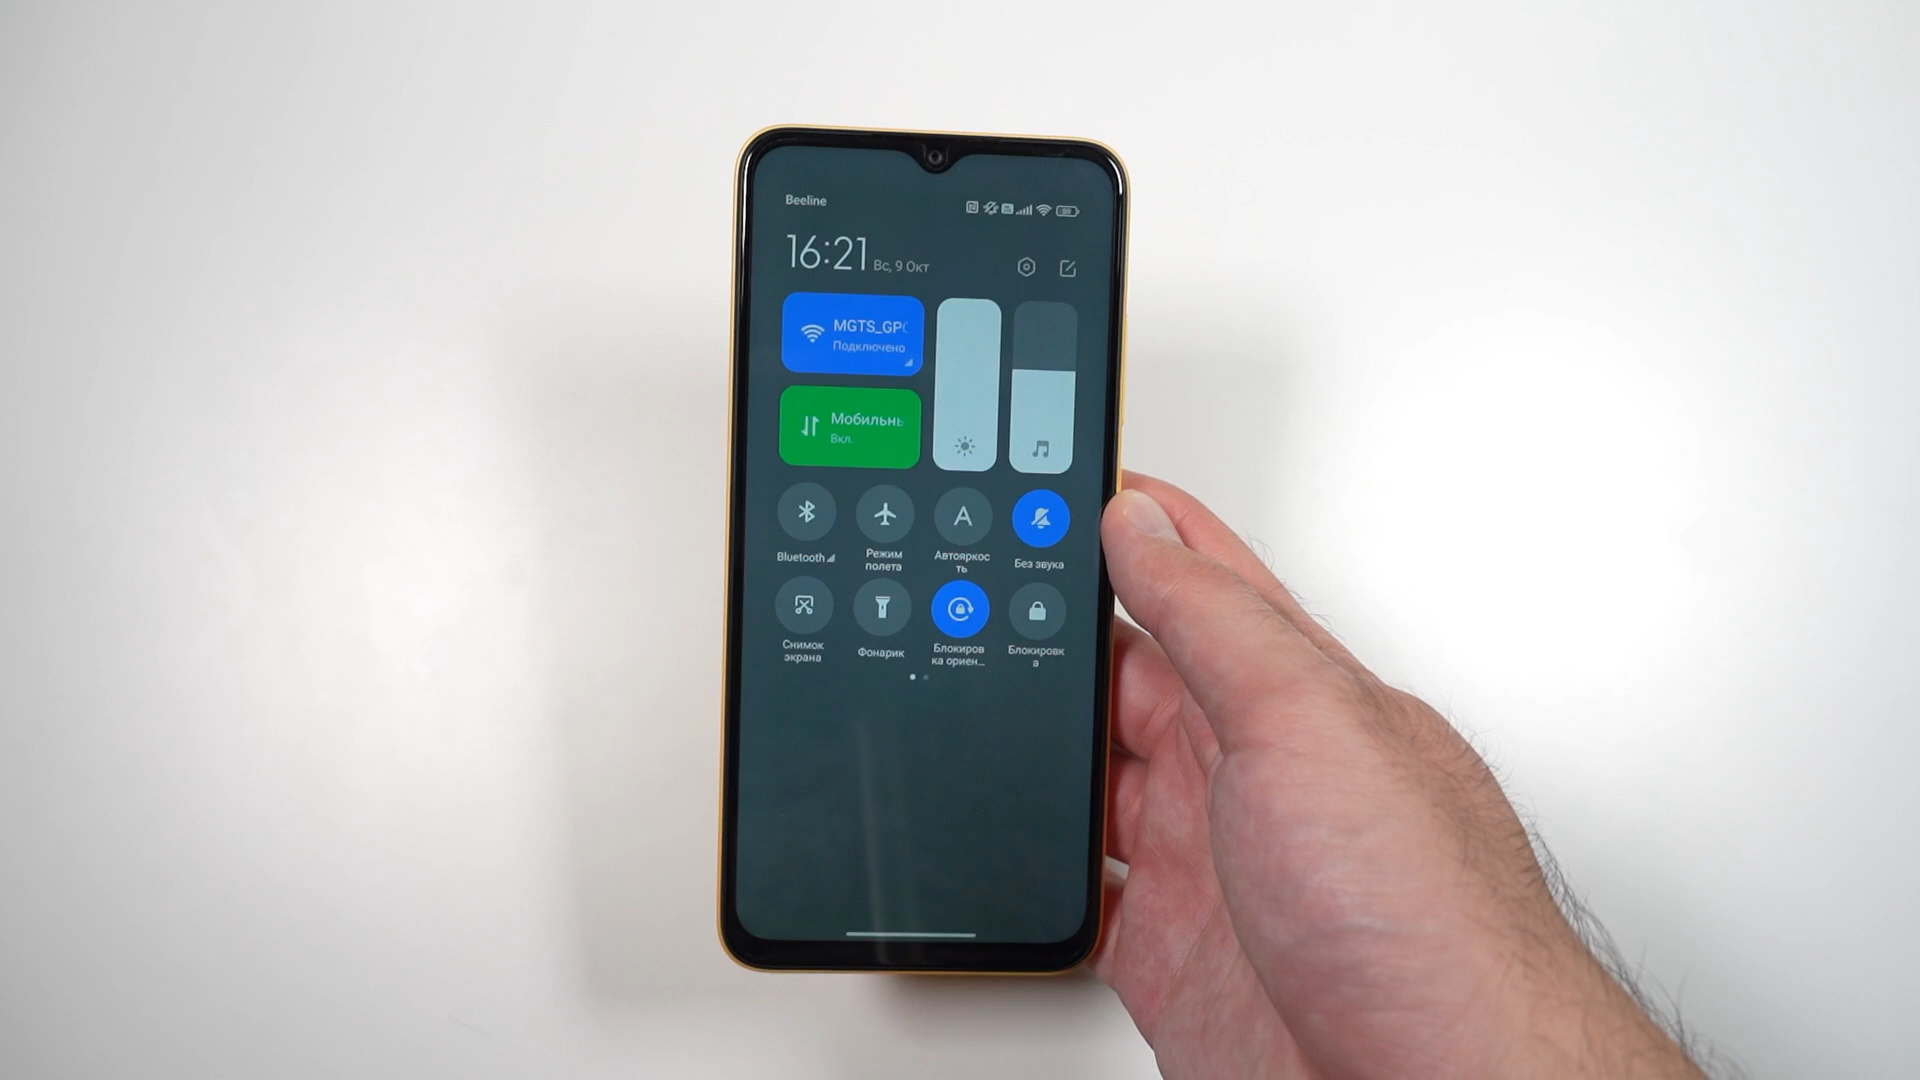 Beeline
16:21 Вс, 9 Окт
MGTS_GP
Подключено
Мобильн
Вкл.
Bluetooth
Режим
полета
Автояркос
ть
Без звука
Снимок
экрана
Фонарик
Блокиров
ка ориен...
Блокировк
а